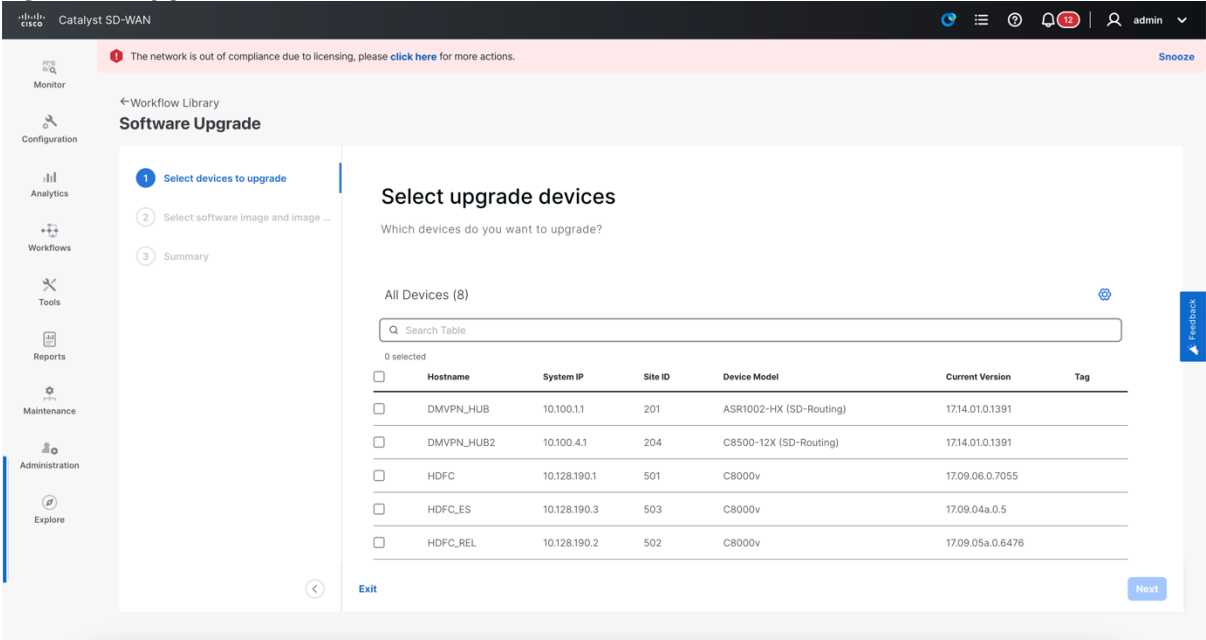 cisco Catalyst SD-WAN 12 admin
The network is out of compliance due to licensing, please click here for more actions. Snooze
Monitor
Configuration
Analytics
Workflows
Tools
Reports
Maintenance
Administration
Explore
←Workflow Library
Software Upgrade
1 Select devices to upgrade
2 Select software image and image ...
3 Summary
Select upgrade devices
Which devices do you want to upgrade?
All Devices (8)
Search Table
0 selected
Hostname System IP Site ID Device Model Current Version Tag
DMVPN_HUB 10.100.1.1 201 ASR1002-HX (SD-Routing) 17.14.01.0.1391
DMVPN_HUB2 10.100.4.1 204 C8500-12X (SD-Routing) 17.14.01.0.1391
HDFC 10.128.190.1 501 C8000v 17.09.06.0.7055
HDFC_ES 10.128.190.3 503 C8000v 17.09.04a.0.5
HDFC_REL 10.128.190.2 502 C8000v 17.09.05a.0.6476
Exit Next
Feedback